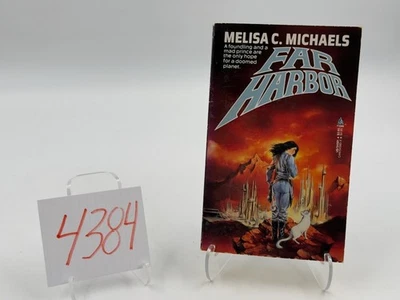 4384
MELISA C. MICHAELS
A foundling and a
mad prince are
the only hope
for a doomed
planet.
FAR
HARBOR